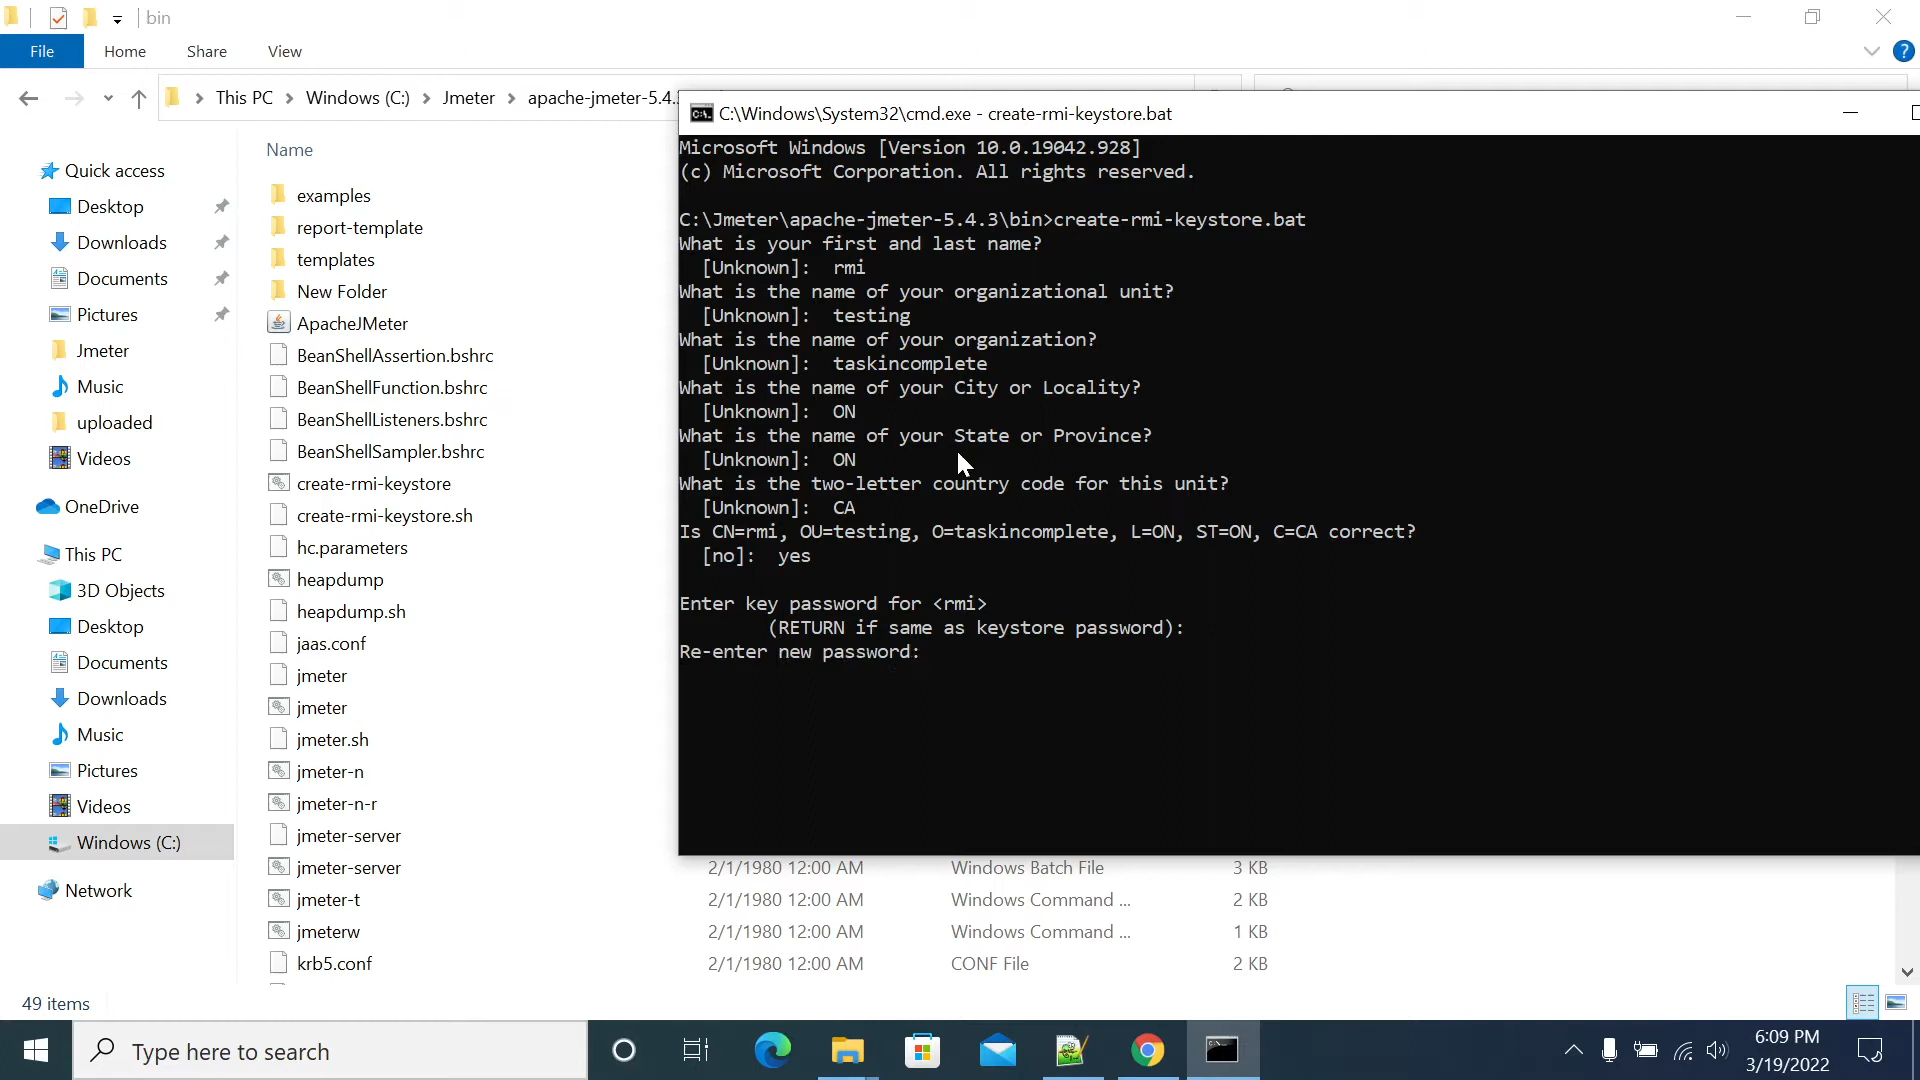 bin
File
Home
Share
View
This PC
Windows (C:)
Jmeter
apache-jmeter-5.4.3
C:\Windows\System32\cmd.exe - create-rmi-keystore.bat
Microsoft Windows [Version 10.0.19042.928]
(c) Microsoft Corporation. All rights reserved.
C:\Jmeter\apache-jmeter-5.4.3\bin>create-rmi-keystore.bat
What is your first and last name?
[Unknown]:  rmi
What is the name of your organizational unit?
[Unknown]:  testing
What is the name of your organization?
[Unknown]:  taskincomplete
What is the name of your City or Locality?
[Unknown]:  ON
What is the name of your State or Province?
[Unknown]:  ON
What is the two-letter country code for this unit?
[Unknown]:  CA
Is CN=rmi, OU=testing, O=taskincomplete, L=ON, ST=ON, C=CA correct?
[no]:  yes
Enter key password for <rmi>
(RETURN if same as keystore password):
Re-enter new password:
Quick access
Desktop
Downloads
Documents
Pictures
Jmeter
Music
uploaded
Videos
OneDrive
This PC
3D Objects
Desktop
Documents
Downloads
Music
Pictures
Videos
Windows (C:)
Network
Name
examples
report-template
templates
New Folder
ApacheJMeter
BeanShellAssertion.bshrc
BeanShellFunction.bshrc
BeanShellListeners.bshrc
BeanShellSampler.bshrc
create-rmi-keystore
create-rmi-keystore.sh
hc.parameters
heapdump
heapdump.sh
jaas.conf
jmeter
jmeter
jmeter.sh
jmeter-n
jmeter-n-r
jmeter-server
jmeter-server 2/1/1980 12:00 AM Windows Batch File 3 KB
jmeter-t 2/1/1980 12:00 AM Windows Command ... 2 KB
jmeterw 2/1/1980 12:00 AM Windows Command ... 1 KB
krb5.conf 2/1/1980 12:00 AM CONF File 2 KB
49 items
Type here to search
6:09 PM
3/19/2022